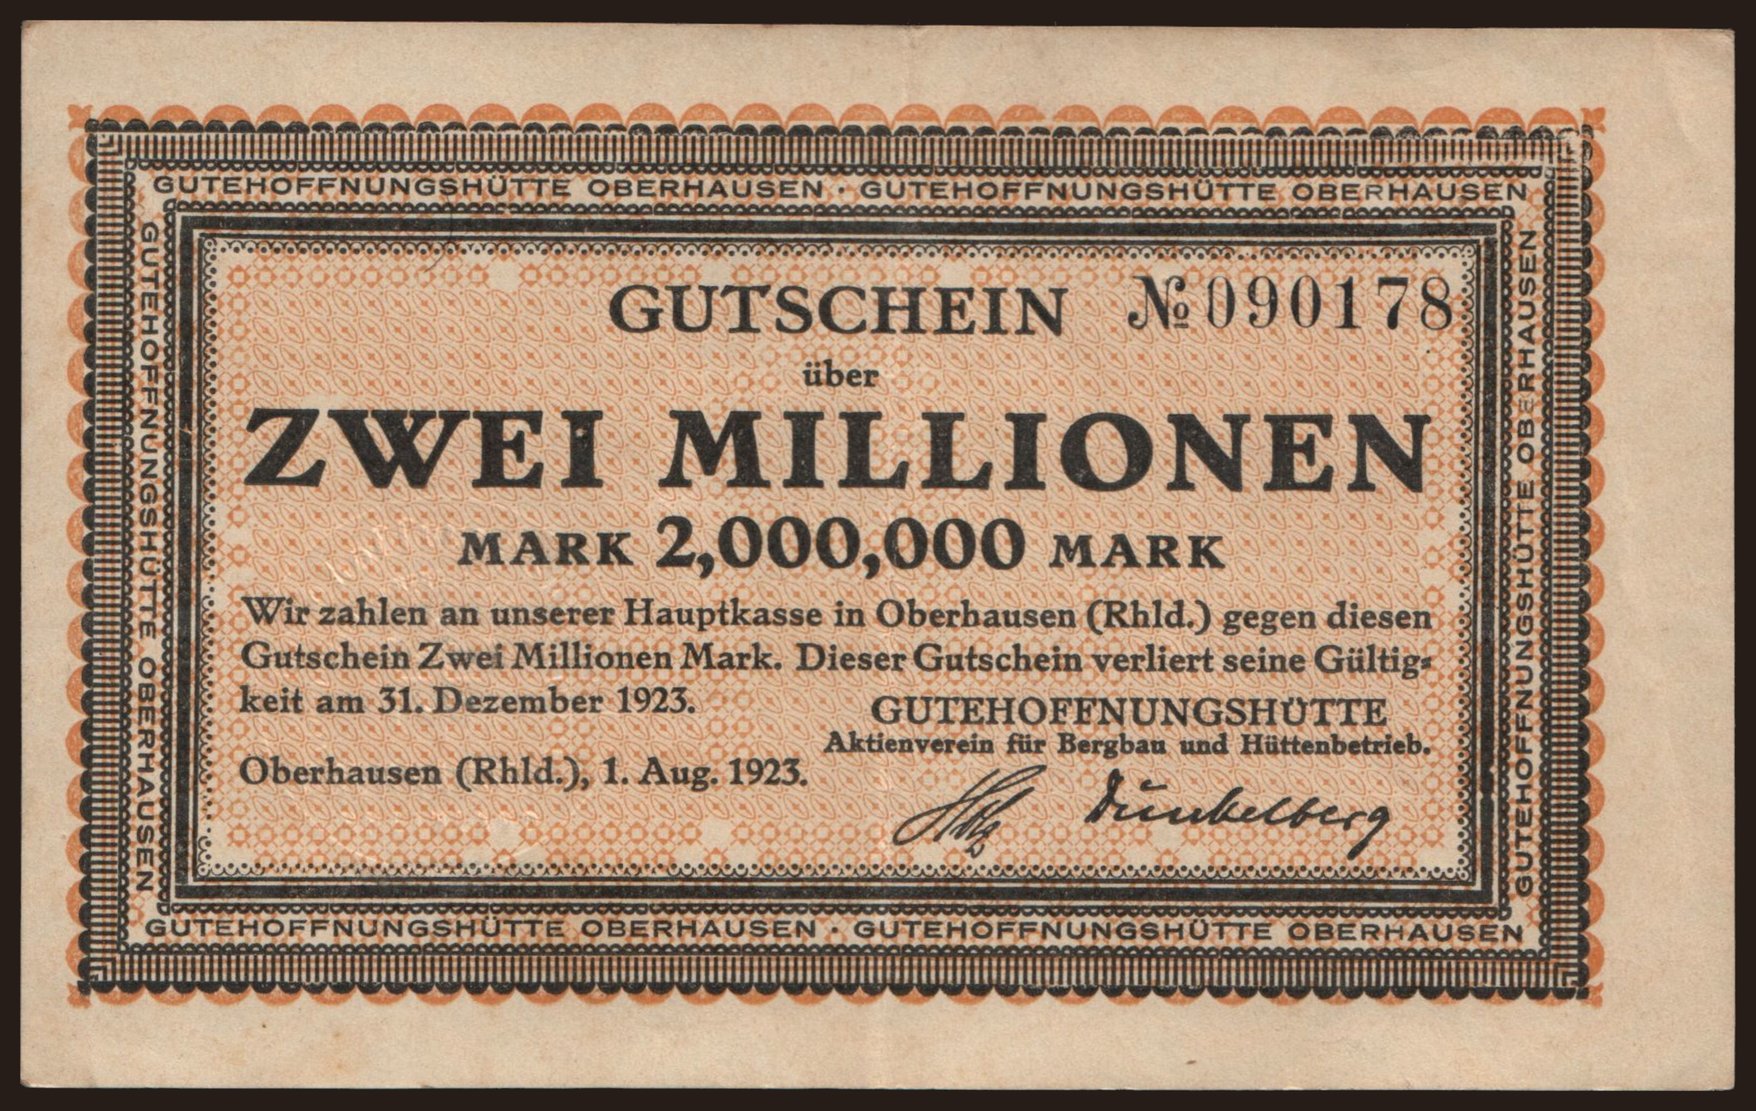 GUTEHOFFNUNGSHÜTTE OBERHAUSEN · GUTEHOFFNUNGSHÜTTE OBERHAUSEN
GUTEHOFFNUNGSHÜTTE OBERHAUSEN
GUTEHOFFNUNGSHÜTTE OBERHAUSEN
GUTSCHEIN № 090178
über
ZWEI MILLIONEN
MARK 2,000,000 MARK
Wir zahlen an unserer Hauptkasse in Oberhausen (Rhld.) gegen diesen
Gutschein Zwei Millionen Mark. Dieser Gutschein verliert seine Gültig=
keit am 31. Dezember 1923.
GUTEHOFFNUNGSHÜTTE
Aktienverein für Bergbau und Hüttenbetrieb.
Oberhausen (Rhld.), 1. Aug. 1923.
Dünkelberg
GUTEHOFFNUNGSHÜTTE OBERHAUSEN · GUTEHOFFNUNGSHÜTTE OBERHAUSEN